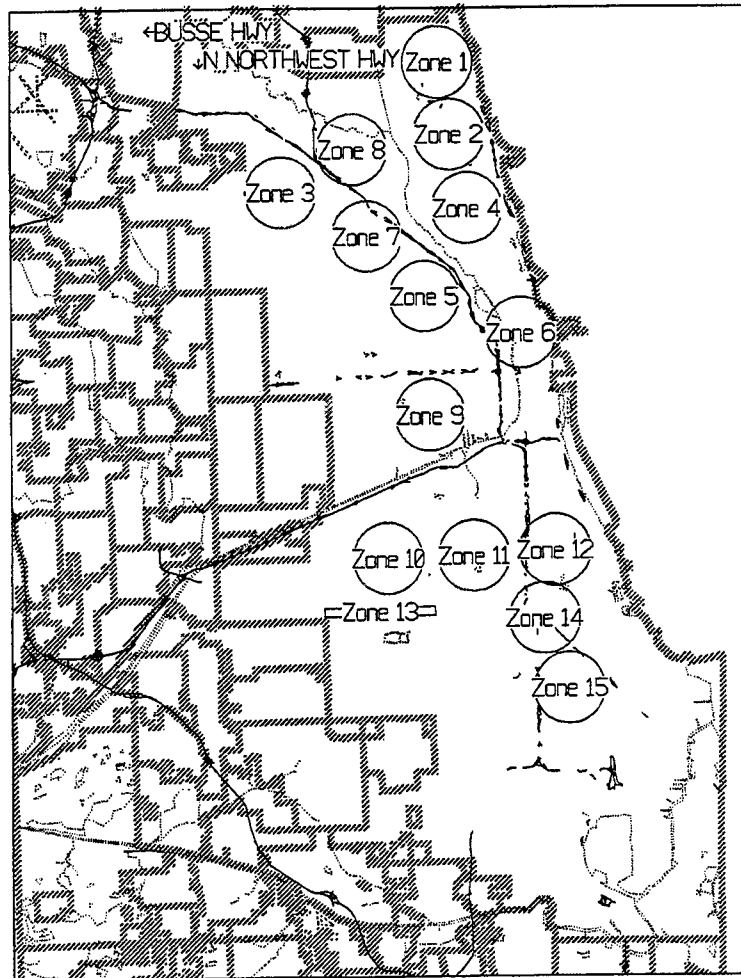 ←BUSSE HWY
↓N NORTHWEST HWY
Zone 1
Zone 2
Zone 8
Zone 3
Zone 4
Zone 7
Zone 5
Zone 6
Zone 9
Zone 10
Zone 11
Zone 12
Zone 13
Zone 14
Zone 15